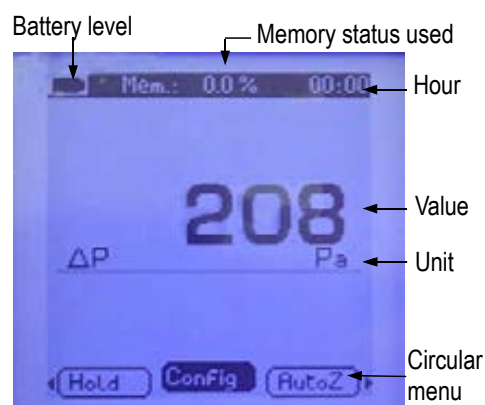 Battery level
Memory status used
Mem.: 0.0 % 00:00
Hour
208
Value
ΔP Pa
Unit
Hold Config AutoZ
Circular
menu